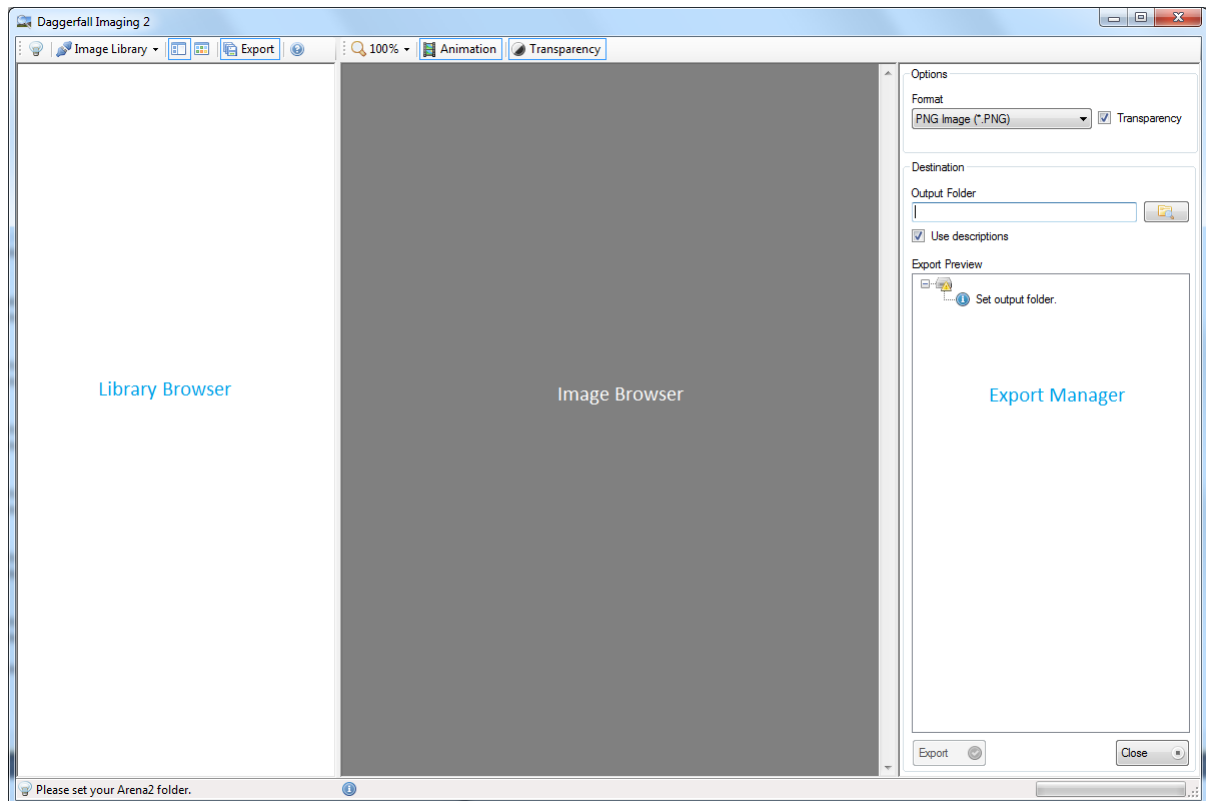 Daggerfall Imaging 2
Image Library
Export
100%
Animation
Transparency
Options
Format
PNG Image (*.PNG)
Transparency
Destination
Output Folder
Use descriptions
Export Preview
Set output folder.
Library Browser
Image Browser
Export Manager
Export
Close
Please set your Arena2 folder.